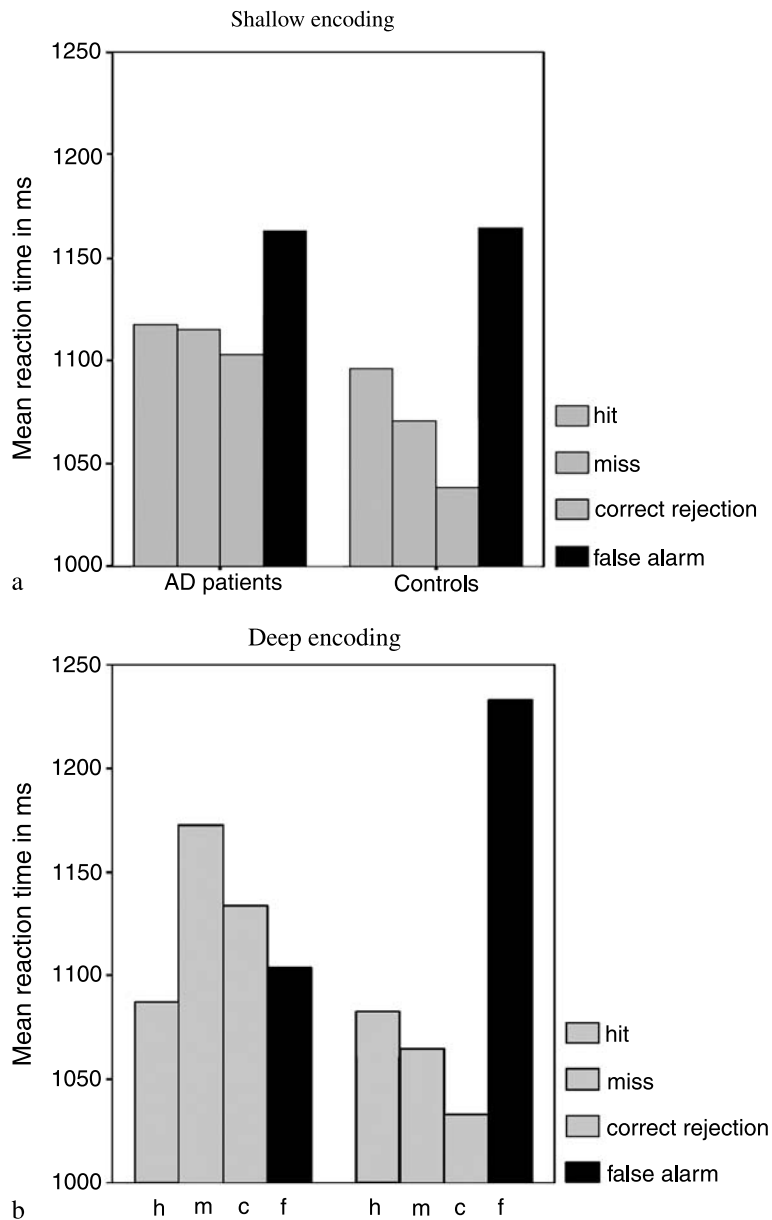 Shallow encoding
Mean reaction time in ms
1250
1200
1150
1100
1050
1000
AD patients Controls
hit
miss
correct rejection
false alarm
a
Deep encoding
Mean reaction time in ms
1250
1200
1150
1100
1050
1000
h m c f h m c f
hit
miss
correct rejection
false alarm
b